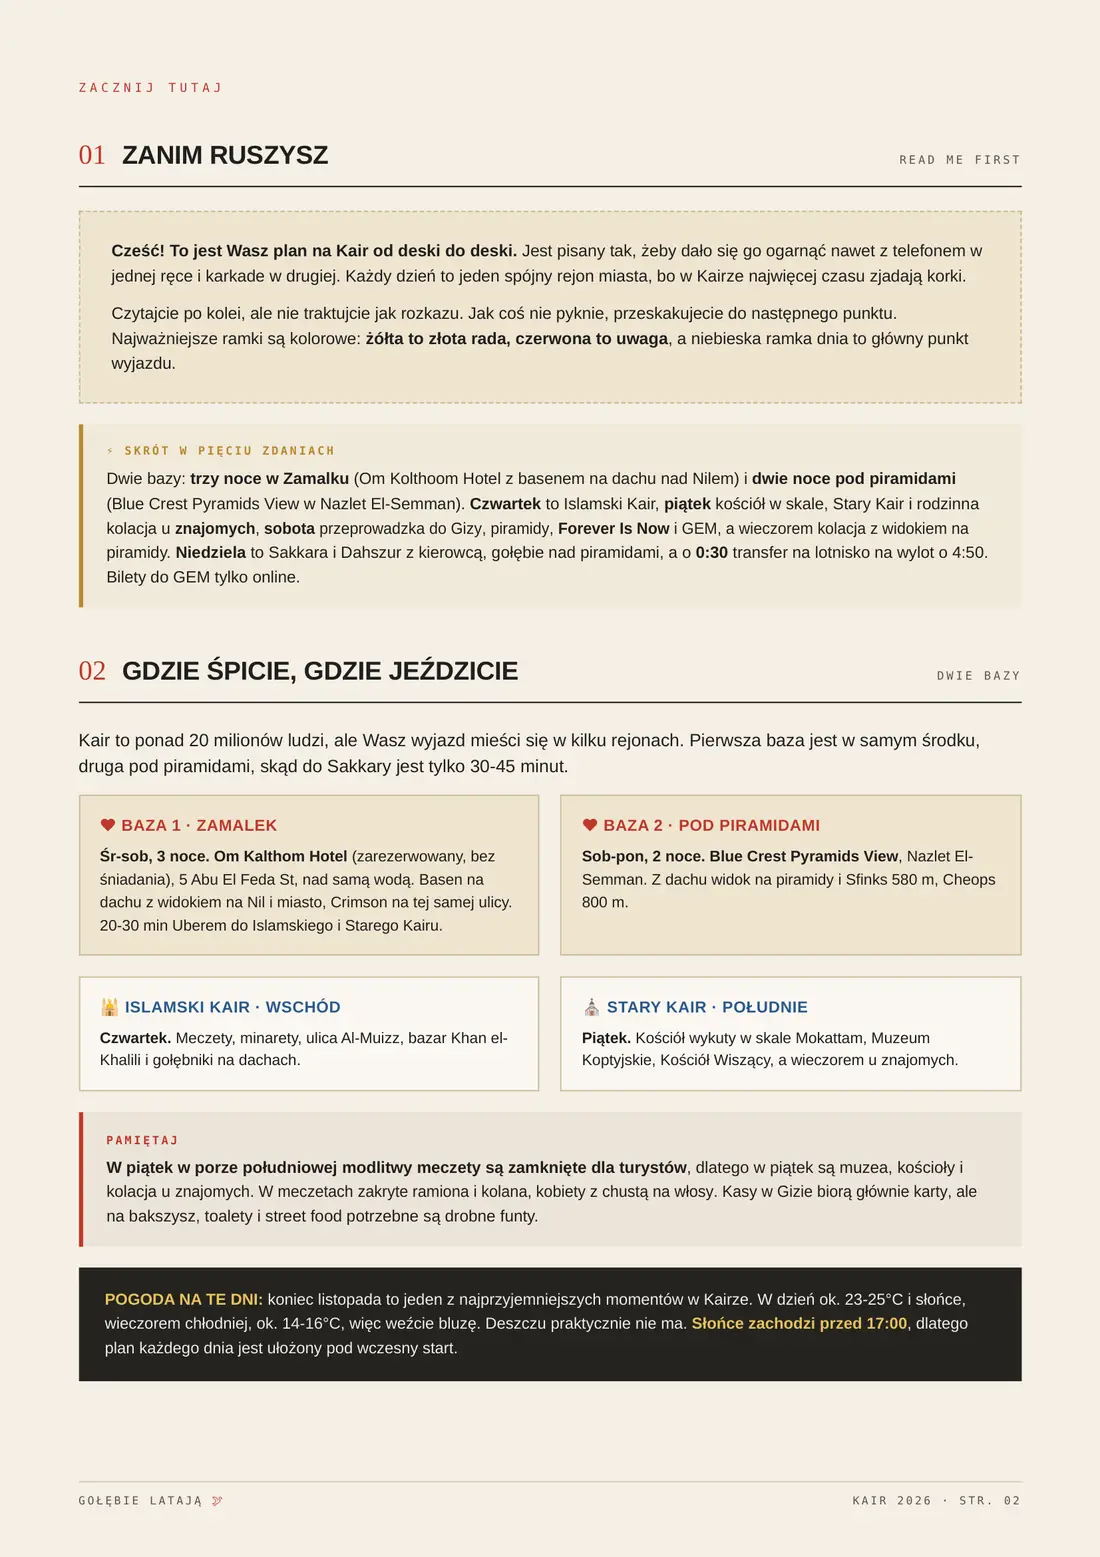 ZACZNIJ TUTAJ
01 ZANIM RUSZYSZ
READ ME FIRST
Cześć! To jest Wasz plan na Kair od deski do deski. Jest pisany tak, żeby dało się go ogarnąć nawet z telefonem w
jednej ręce i karkade w drugiej. Każdy dzień to jeden spójny rejon miasta, bo w Kairze najwięcej czasu zjadają korki.
Czytajcie po kolei, ale nie traktujcie jak rozkazu. Jak coś nie pyknie, przeskakujecie do następnego punktu.
Najważniejsze ramki są kolorowe: żółta to złota rada, czerwona to uwaga, a niebieska ramka dnia to główny punkt
wyjazdu.
⚡ SKRÓT W PIĘCIU ZDANIACH
Dwie bazy: trzy noce w Zamalku (Om Kolthoom Hotel z basenem na dachu nad Nilem) i dwie noce pod piramidami
(Blue Crest Pyramids View w Nazlet El-Semman). Czwartek to Islamski Kair, piątek kościół w skale, Stary Kair i rodzinna
kolacja u znajomych, sobota przeprowadzka do Gizy, piramidy, Forever Is Now i GEM, a wieczorem kolacja z widokiem na
piramidy. Niedziela to Sakkara i Dahszur z kierowcą, gołębie nad piramidami, a o 0:30 transfer na lotnisko na wylot o 4:50.
Bilety do GEM tylko online.
02 GDZIE ŚPICIE, GDZIE JEŹDZICIE
DWIE BAZY
Kair to ponad 20 milionów ludzi, ale Wasz wyjazd mieści się w kilku rejonach. Pierwsza baza jest w samym środku,
druga pod piramidami, skąd do Sakkary jest tylko 30-45 minut.
♥ BAZA 1 · ZAMALEK
Śr-sob, 3 noce. Om Kalthom Hotel (zarezerwowany, bez
śniadania), 5 Abu El Feda St, nad samą wodą. Basen na
dachu z widokiem na Nil i miasto, Crimson na tej samej ulicy.
20-30 min Uberem do Islamskiego i Starego Kairu.
♥ BAZA 2 · POD PIRAMIDAMI
Sob-pon, 2 noce. Blue Crest Pyramids View, Nazlet El-
Semman. Z dachu widok na piramidy i Sfinks 580 m, Cheops
800 m.
🕌 ISLAMSKI KAIR · WSCHÓD
Czwartek. Meczety, minarety, ulica Al-Muizz, bazar Khan el-
Khalili i gołębniki na dachach.
⛪ STARY KAIR · POŁUDNIE
Piątek. Kościół wykuty w skale Mokattam, Muzeum
Koptyjskie, Kościół Wiszący, a wieczorem u znajomych.
PAMIĘTAJ
W piątek w porze południowej modlitwy meczety są zamknięte dla turystów, dlatego w piątek są muzea, kościoły i
kolacja u znajomych. W meczetach zakryte ramiona i kolana, kobiety z chustą na włosy. Kasy w Gizie biorą głównie karty, ale
na bakszysz, toalety i street food potrzebne są drobne funty.
POGODA NA TE DNI: koniec listopada to jeden z najprzyjemniejszych momentów w Kairze. W dzień ok. 23-25°C i słońce,
wieczorem chłodniej, ok. 14-16°C, więc weźcie bluzę. Deszczu praktycznie nie ma. Słońce zachodzi przed 17:00, dlatego
plan każdego dnia jest ułożony pod wczesny start.
GOŁĘBIE LATAJĄ 🕊
KAIR 2026 · STR. 02